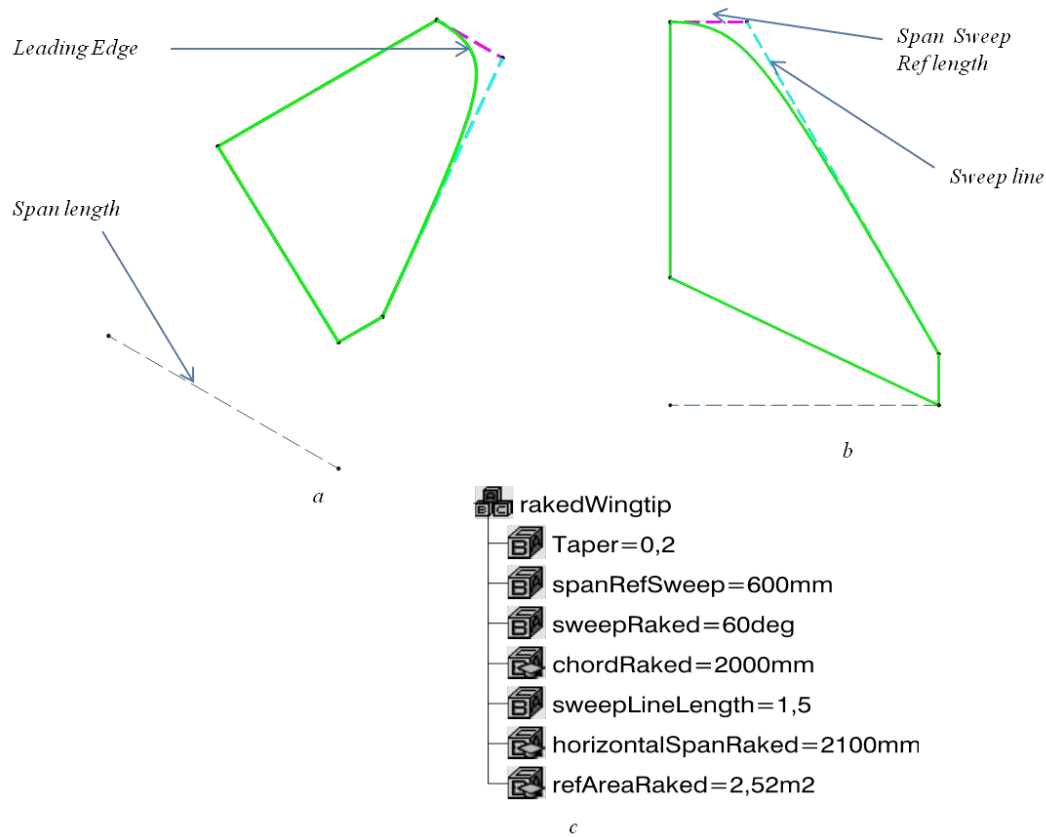 Leading Edge
Span Sweep
Ref length
Sweep line
Span length
a
b
rakedWingtip
Taper=0,2
spanRefSweep=600mm
sweepRaked=60deg
chordRaked=2000mm
sweepLineLength=1,5
horizontalSpanRaked=2100mm
refAreaRaked=2,52m2
c